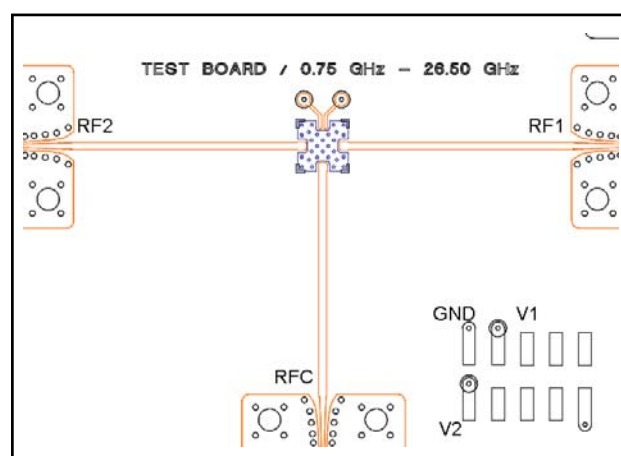 TEST BOARD / 0.75 GHz - 26.50 GHz
RF2
RF1
GND
V1
RFC
V2